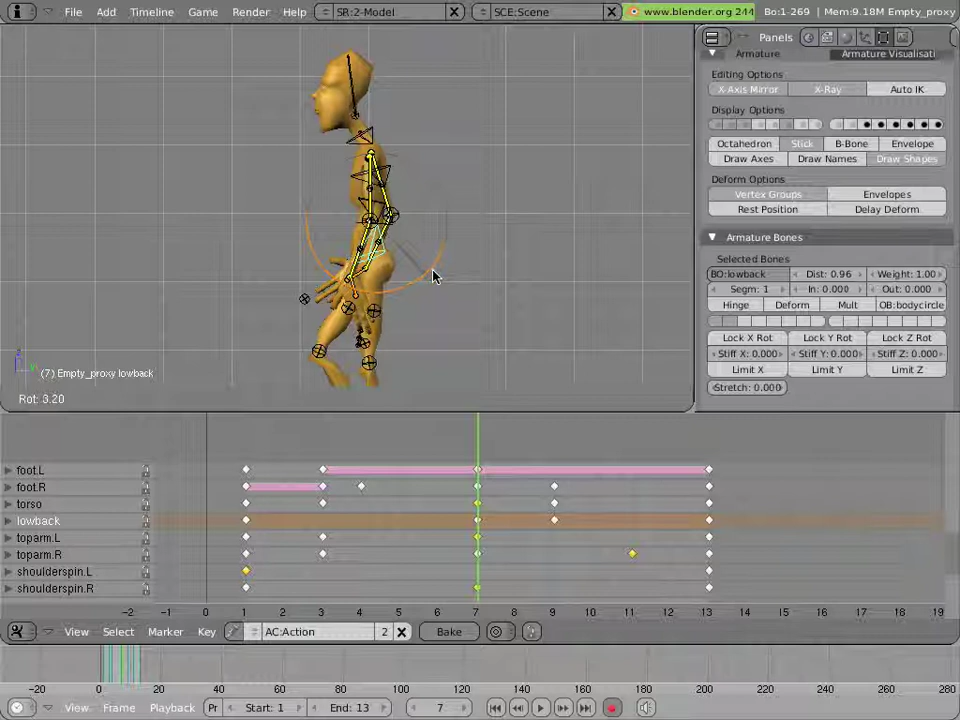 File Add Timeline Game Render Help SR:2-Model SCE:Scene www.blender.org 244 Bo:1-269 | Mem:9.18M Empty_proxy
Panels
Armature Armature Visualisati
Editing Options
X-Axis Mirror X-Ray Auto IK
Display Options
Octahedron Stick B-Bone Envelope
Draw Axes Draw Names Draw Shapes
Deform Options
Vertex Groups Envelopes
Rest Position Delay Deform
Armature Bones
Selected Bones
BO:lowback Dist: 0.96 Weight: 1.00
Segm: 1 In: 0.000 Out: 0.000
Hinge Deform Mult OB:bodycircle
Lock X Rot Lock Y Rot Lock Z Rot
Stiff X: 0.000 Stiff Y: 0.000 Stiff Z: 0.000
Limit X Limit Y Limit Z
Stretch: 0.000
(7) Empty_proxy lowback
Rot: 3.20
foot.L
foot.R
torso
lowback
toparm.L
toparm.R
shoulderspin.L
shoulderspin.R
-2 -1 0 1 2 3 4 5 6 7 8 9 10 11 12 13 14 15 16 17 18 19
View Select Marker Key AC:Action 2 Bake
-20 0 20 40 60 80 100 120 140 160 180 200 220 240 260 280
View Frame Playback Pr Start: 1 End: 13 7